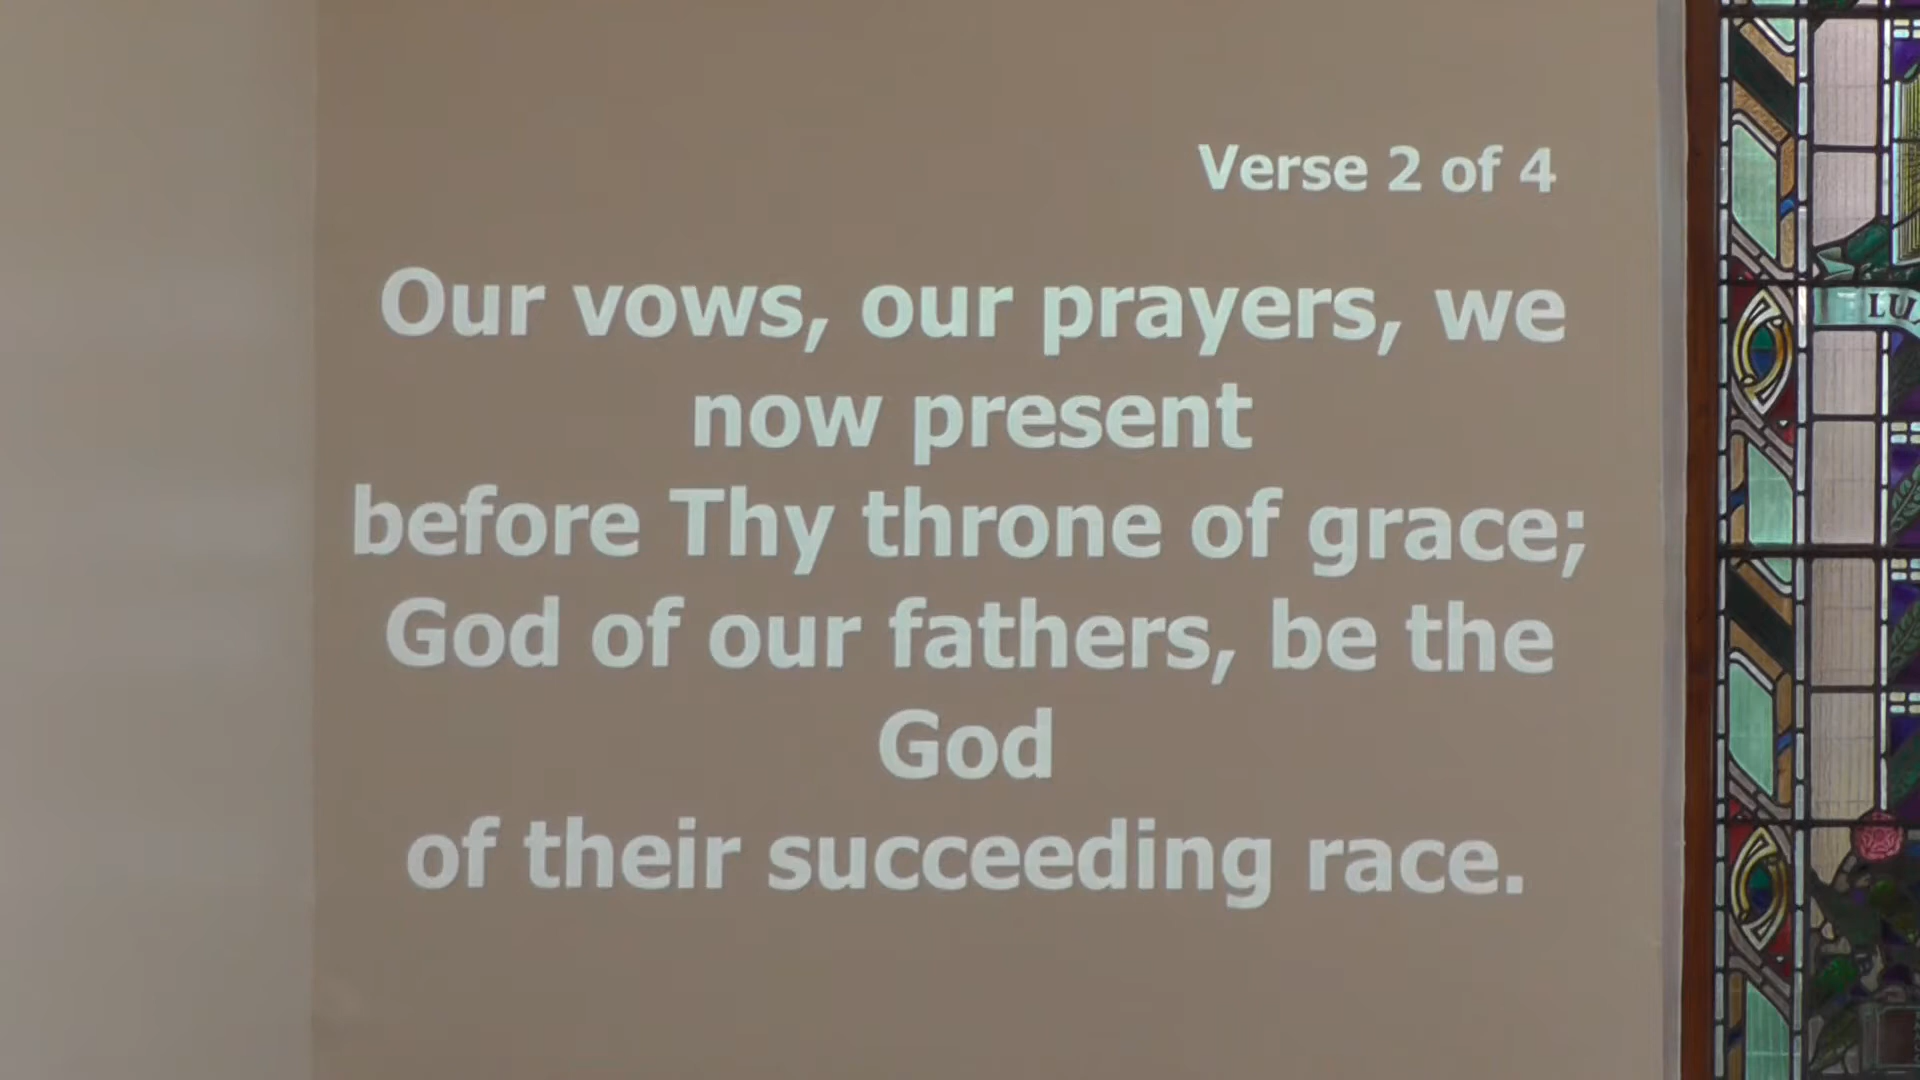 Verse 2 of 4
Our vows, our prayers, we
now present
before Thy throne of grace;
God of our fathers, be the
God
of their succeeding race.